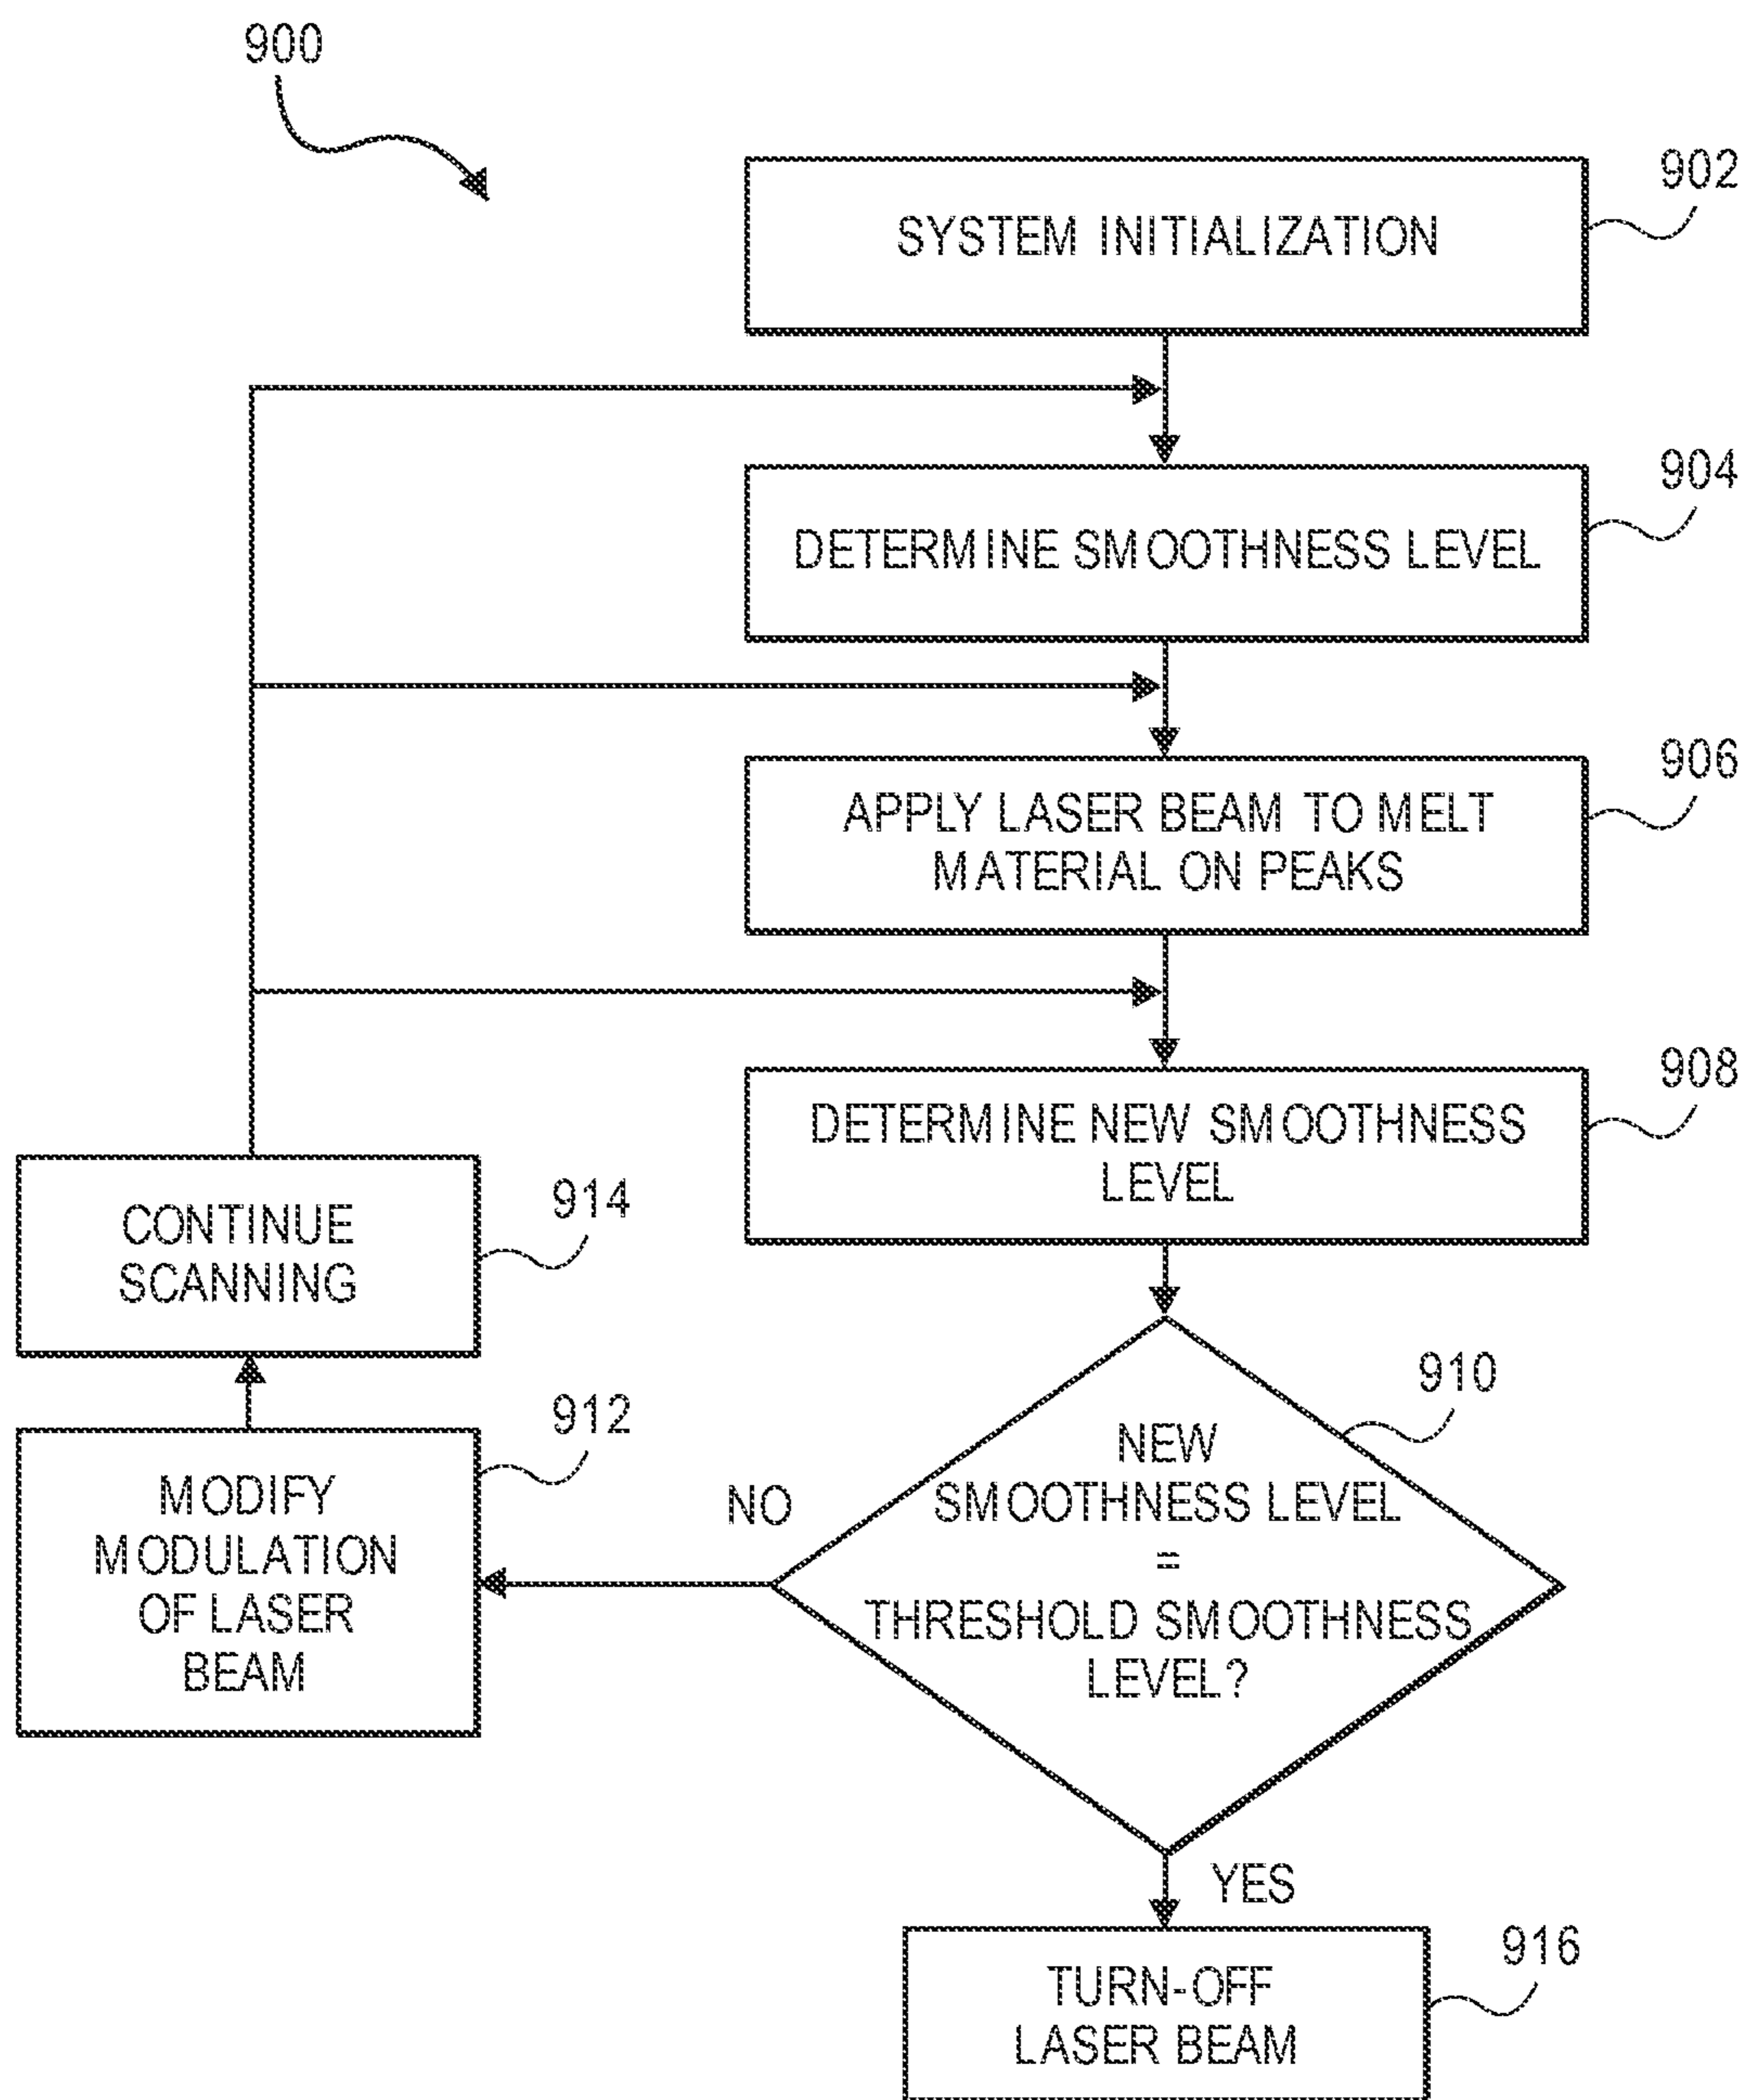 900
902
SYSTEM INITIALIZATION
904
DETERMINE SMOOTHNESS LEVEL
906
APPLY LASER BEAM TO MELT
MATERIAL ON PEAKS
908
DETERMINE NEW SMOOTHNESS
LEVEL
914
CONTINUE
SCANNING
910
NEW
SMOOTHNESS LEVEL
=
THRESHOLD SMOOTHNESS
LEVEL?
NO
912
MODIFY
MODULATION
OF LASER
BEAM
YES
916
TURN-OFF
LASER BEAM